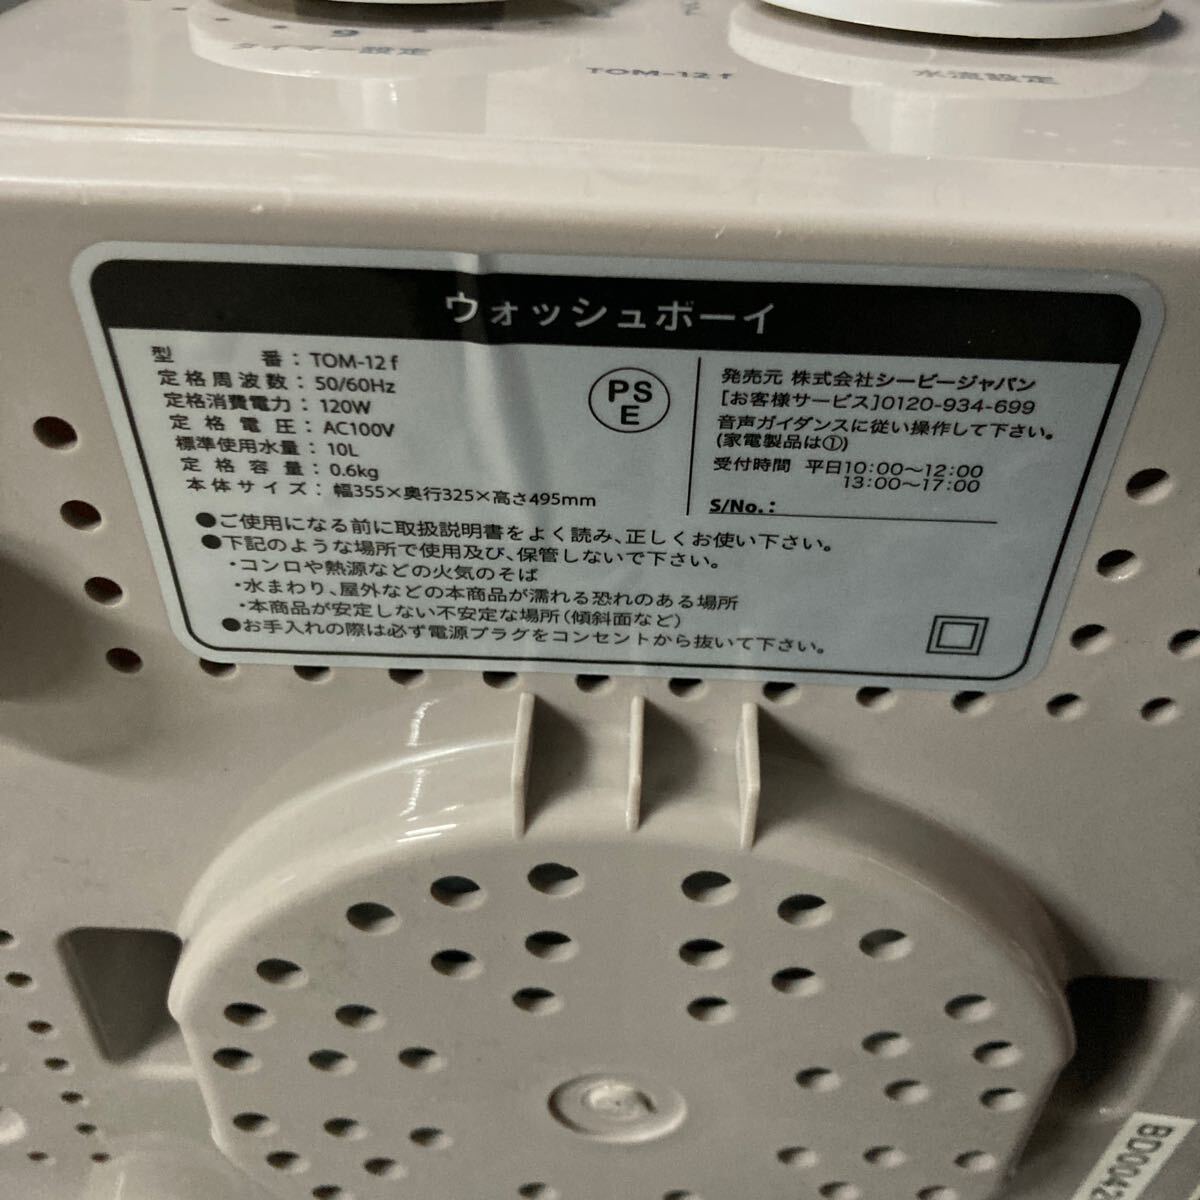 9
タイマー設定
TOM-12f
水流設定
ウォッシュボーイ
型番：TOM-12f
定格周波数：50/60Hz
定格消費電力：120W
定格電圧：AC100V
標準使用水量：10L
定格容量：0.6kg
本体サイズ：幅355×奥行325×高さ495mm
PS
E
発売元 株式会社シービージャパン
[お客様サービス]0120-934-699
音声ガイダンスに従い操作して下さい。
(家電製品は①)
受付時間 平日10:00〜12:00
13:00〜17:00
S/No.：
●ご使用になる前に取扱説明書をよく読み、正しくお使い下さい。
●下記のような場所で使用及び、保管しないで下さい。
・コンロや熱源などの火気のそば
・水まわり、屋外などの本商品が濡れる恐れのある場所
・本商品が安定しない不安定な場所(傾斜面など)
●お手入れの際は必ず電源プラグをコンセントから抜いて下さい。
BD0042